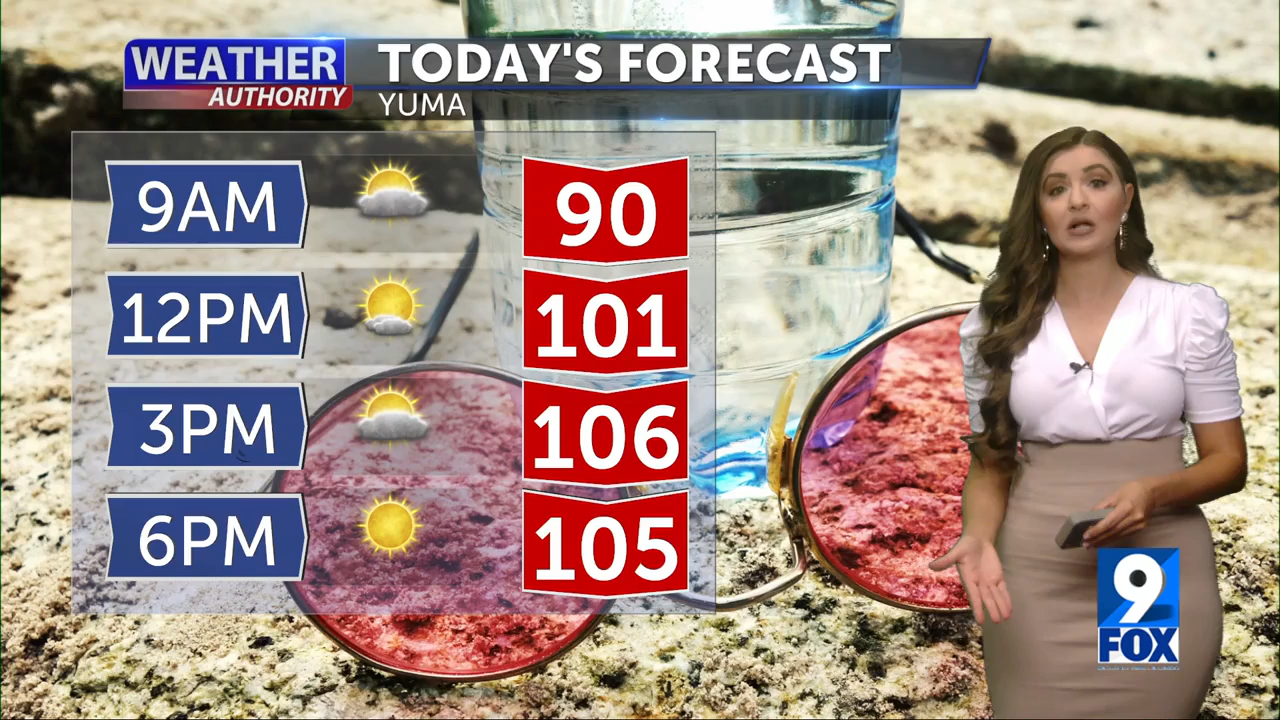 WEATHER
AUTHORITY
TODAY'S FORECAST
YUMA
9AM
90
12PM
101
3PM
106
6PM
105
9
FOX